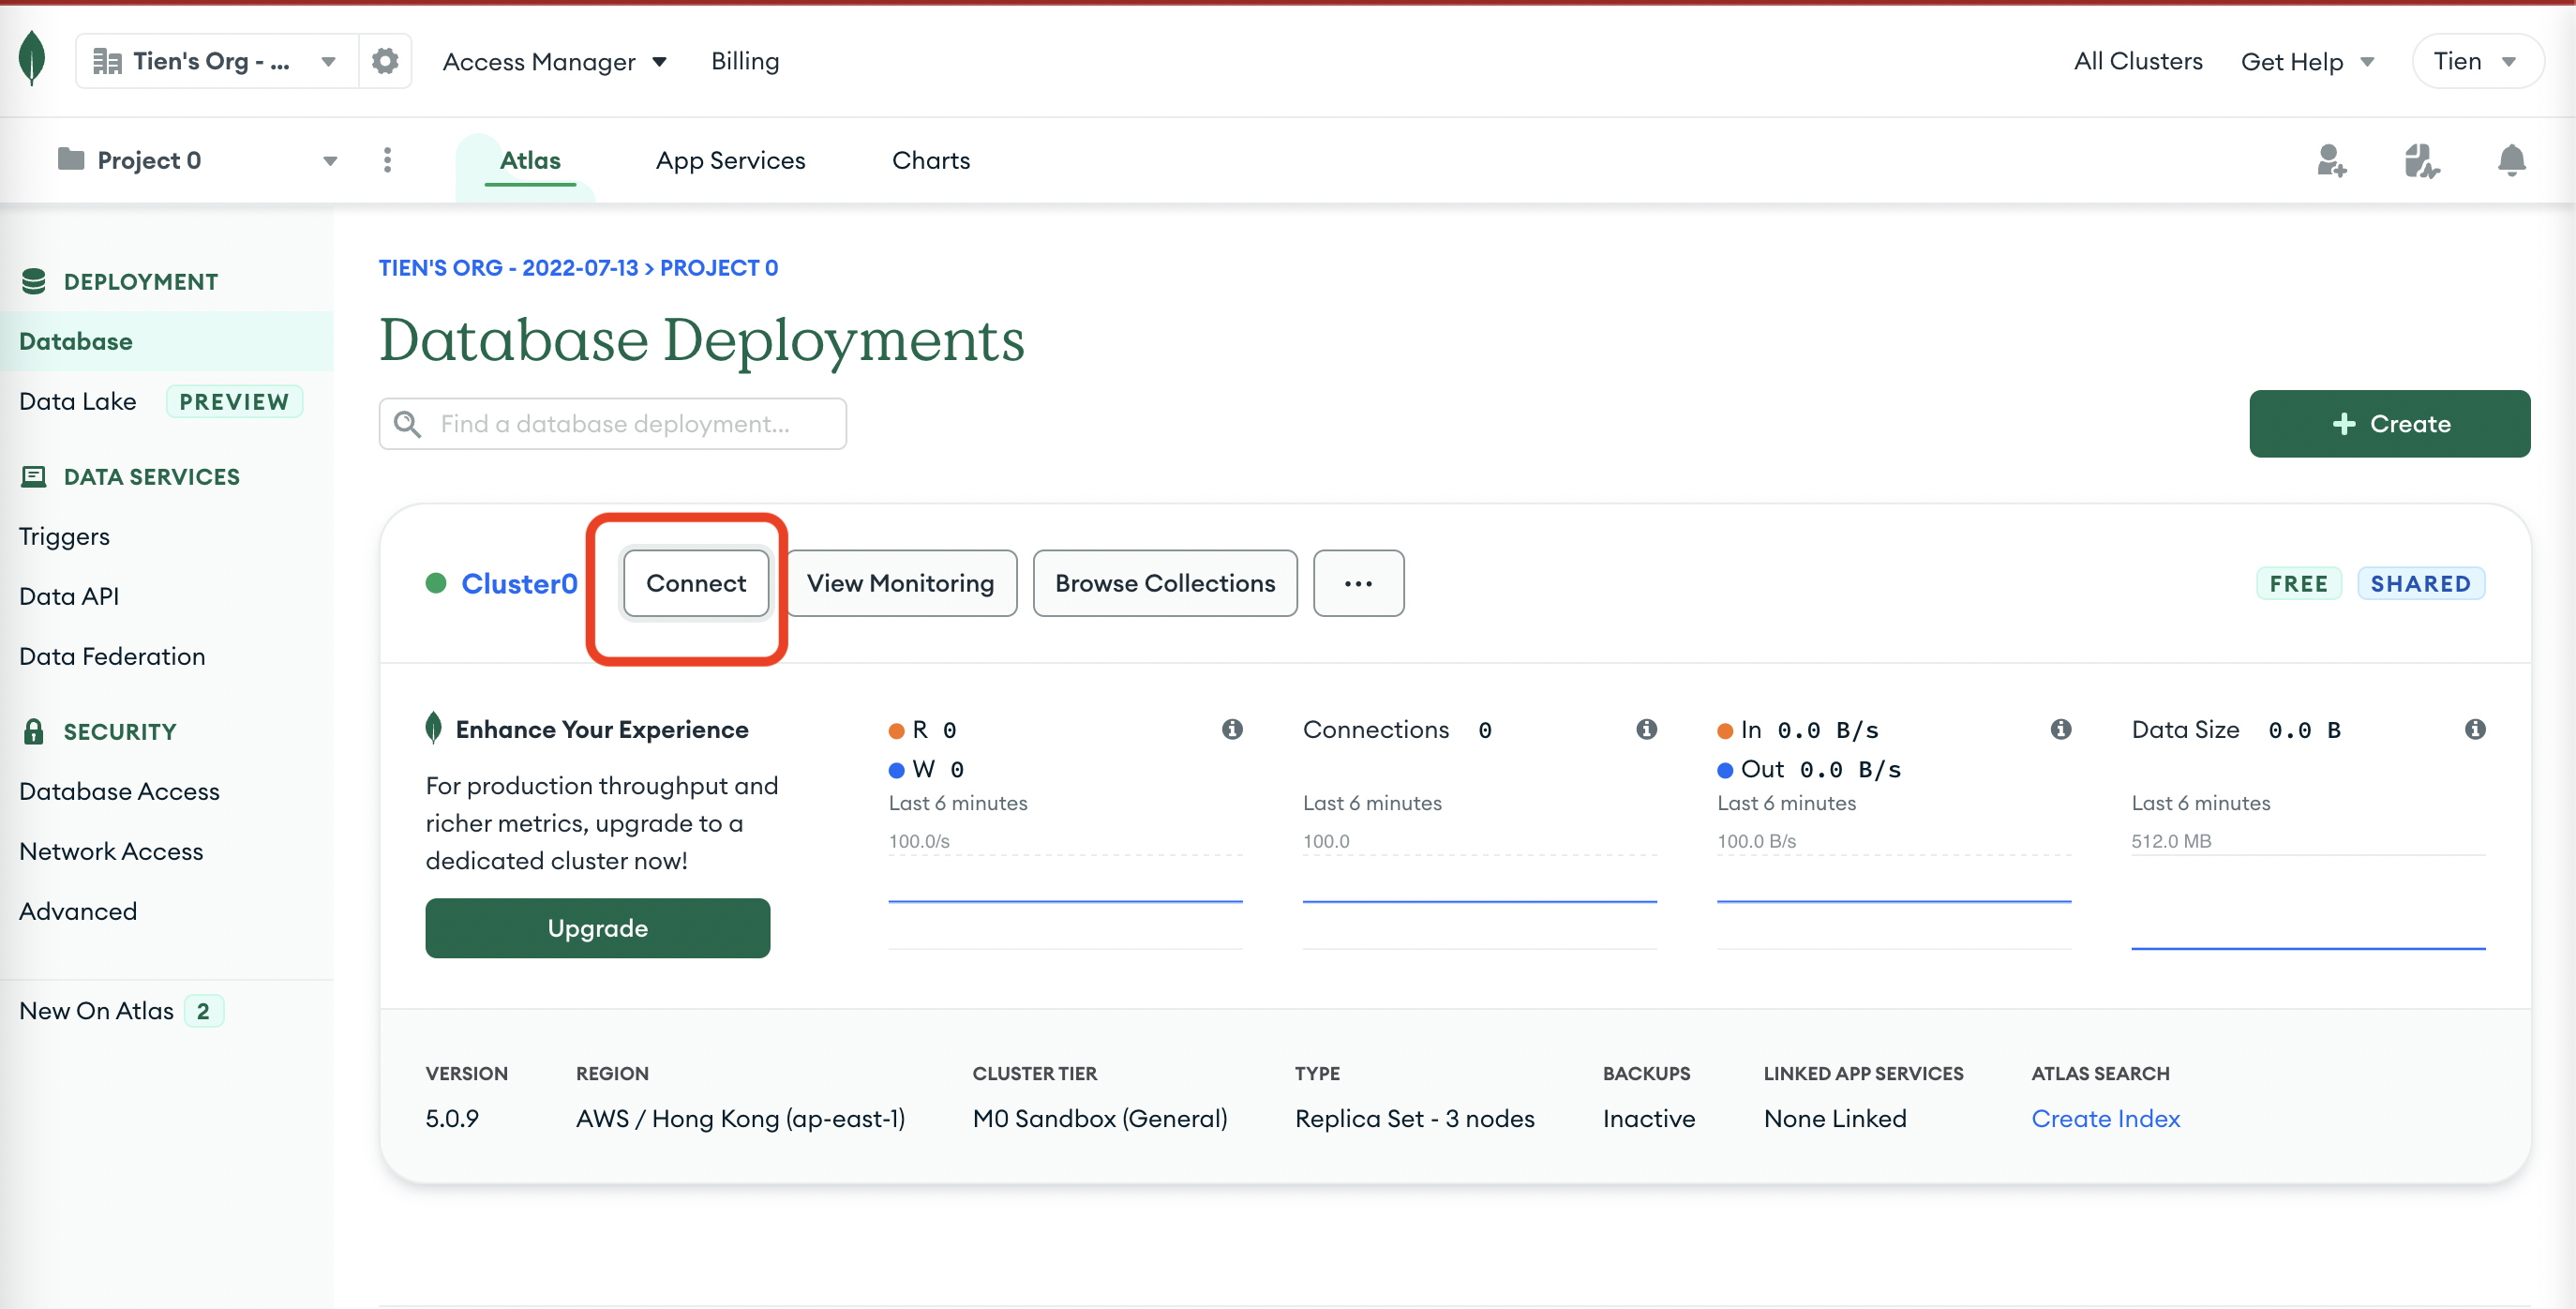 Tien's Org - ...
Access Manager
Billing
All Clusters
Get Help
Tien
Project 0
Atlas
App Services
Charts
DEPLOYMENT
Database
Data Lake PREVIEW
DATA SERVICES
Triggers
Data API
Data Federation
SECURITY
Database Access
Network Access
Advanced
New On Atlas 2
TIEN'S ORG - 2022-07-13 > PROJECT 0
Database Deployments
Find a database deployment...
+ Create
Cluster0
Connect
View Monitoring
Browse Collections
...
FREE
SHARED
Enhance Your Experience
For production throughput and
richer metrics, upgrade to a
dedicated cluster now!
Upgrade
R 0
W 0
Last 6 minutes
100.0/s
Connections 0
Last 6 minutes
100.0
In 0.0 B/s
Out 0.0 B/s
Last 6 minutes
100.0 B/s
Data Size 0.0 B
Last 6 minutes
512.0 MB
VERSION
5.0.9
REGION
AWS / Hong Kong (ap-east-1)
CLUSTER TIER
M0 Sandbox (General)
TYPE
Replica Set - 3 nodes
BACKUPS
Inactive
LINKED APP SERVICES
None Linked
ATLAS SEARCH
Create Index